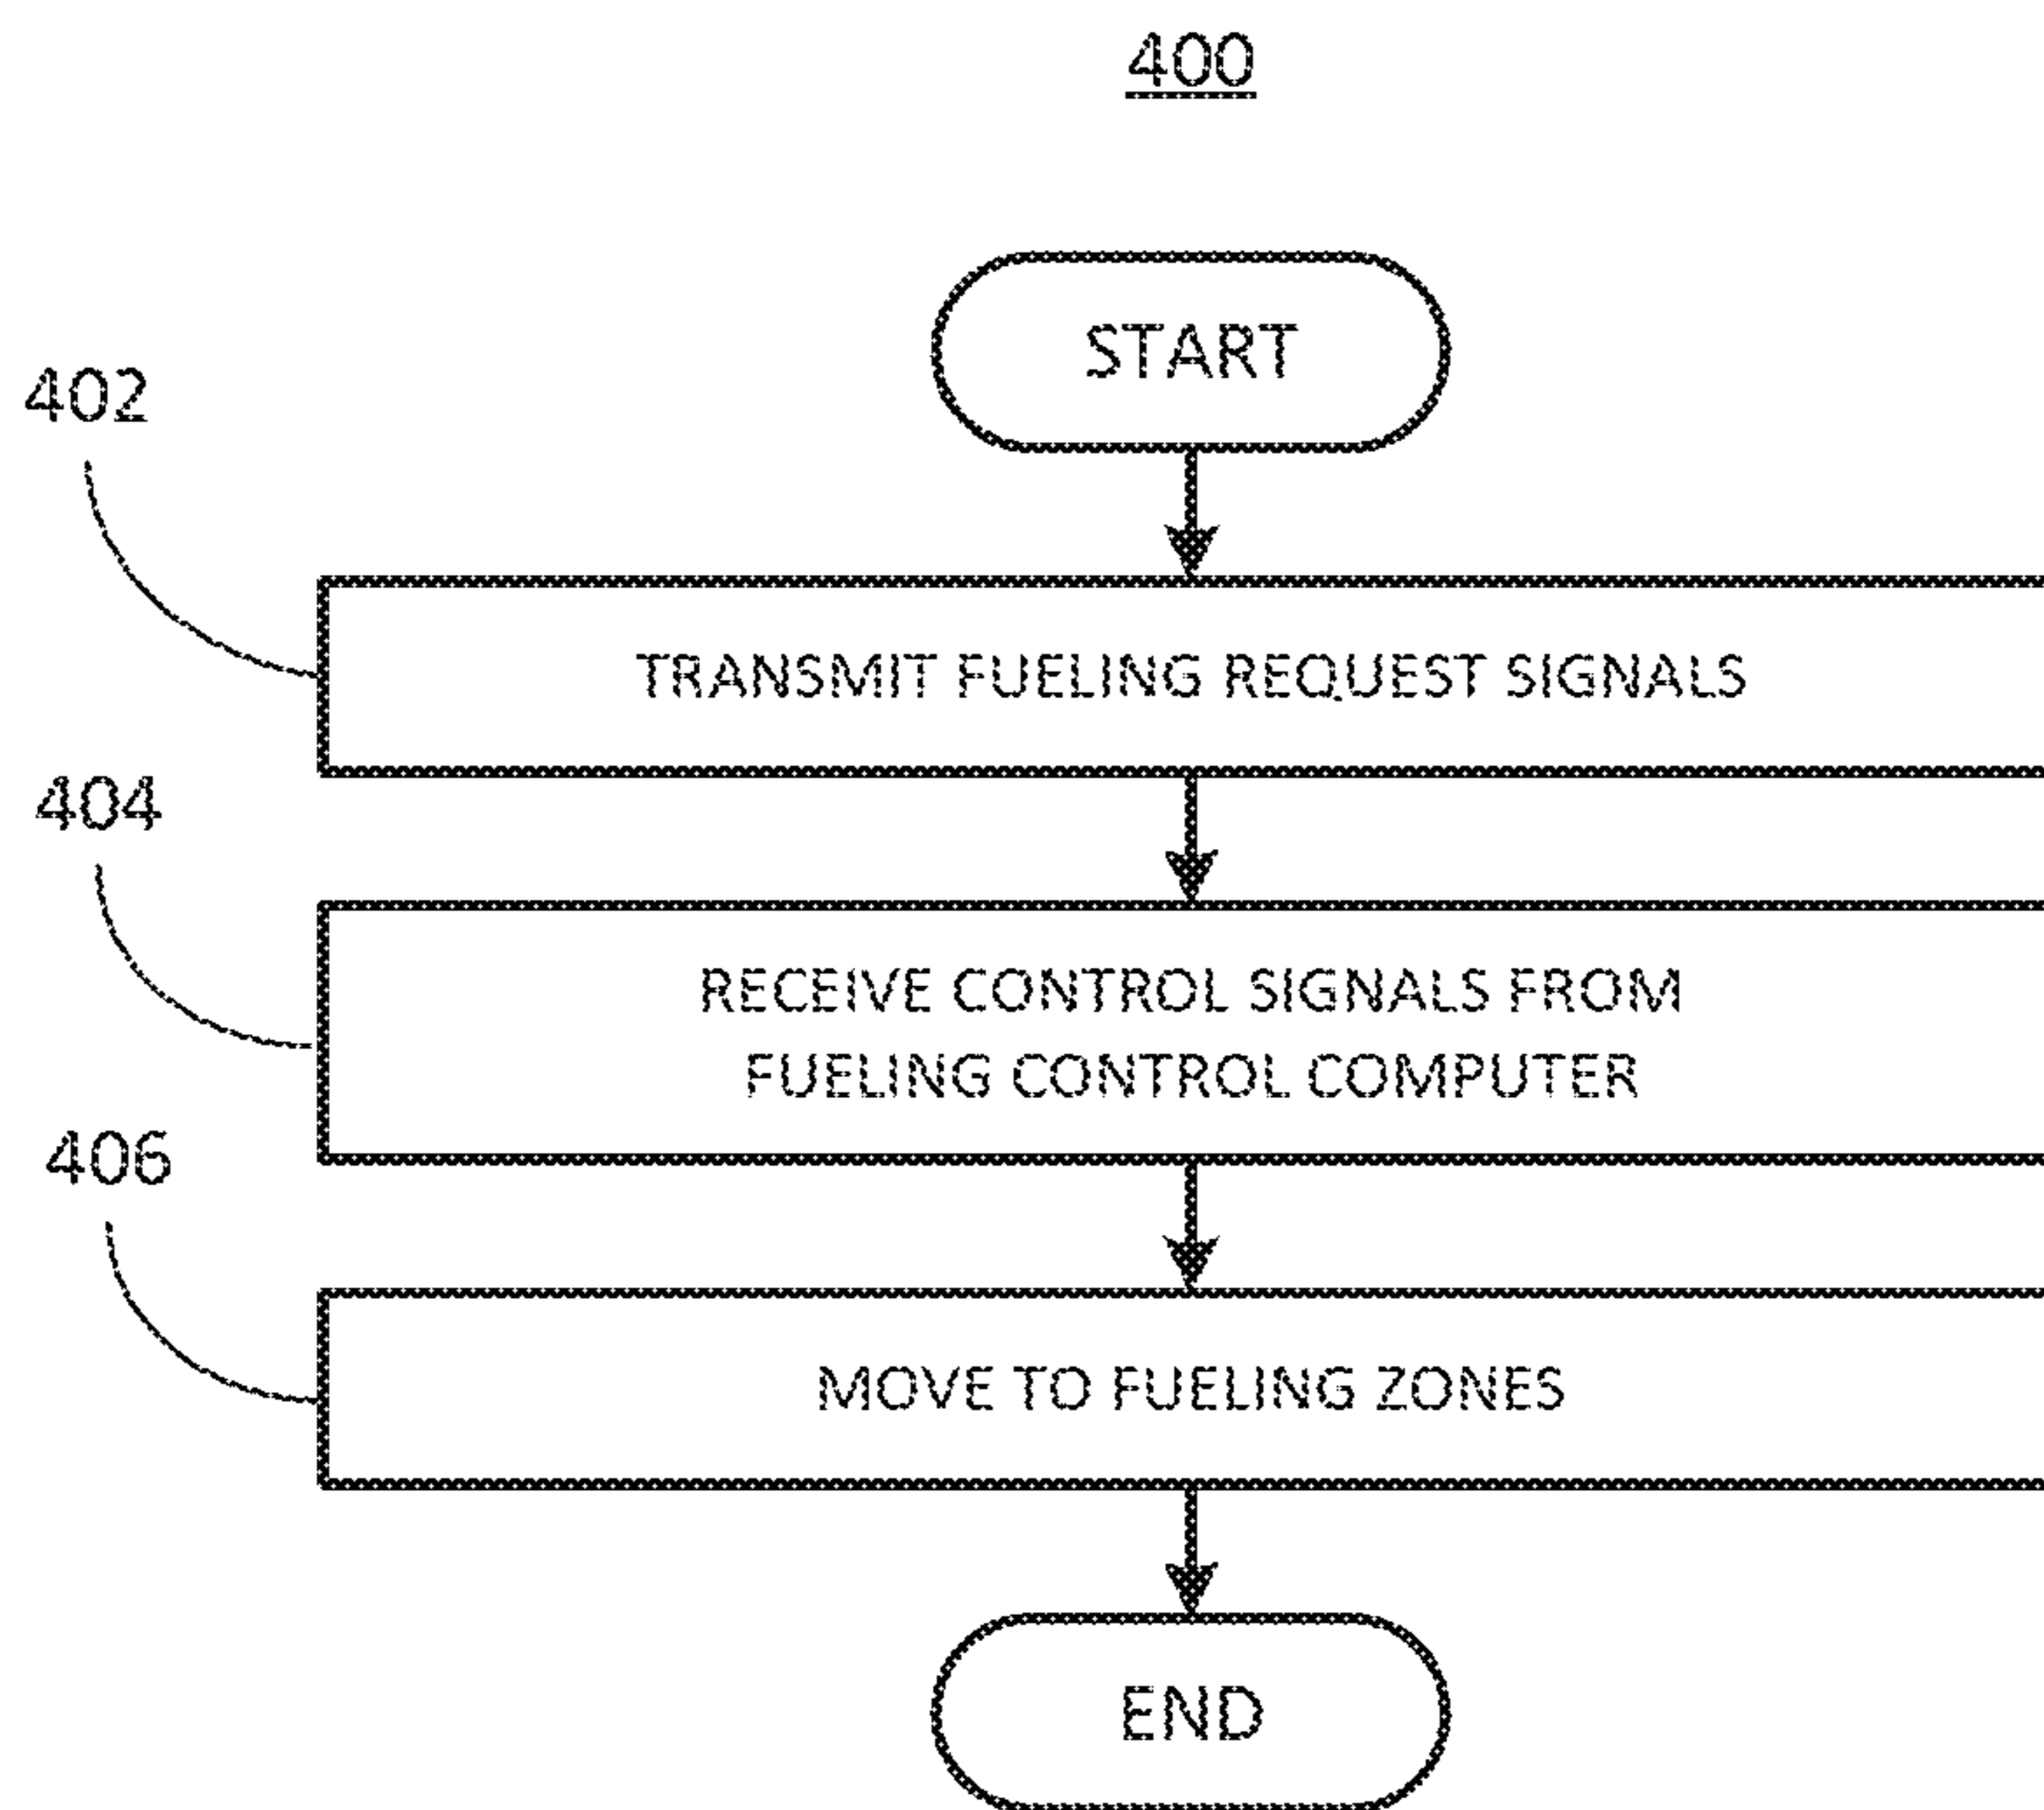 400
START
402
TRANSMIT FUELING REQUEST SIGNALS
404
RECEIVE CONTROL SIGNALS FROM
FUELING CONTROL COMPUTER
406
MOVE TO FUELING ZONES
END